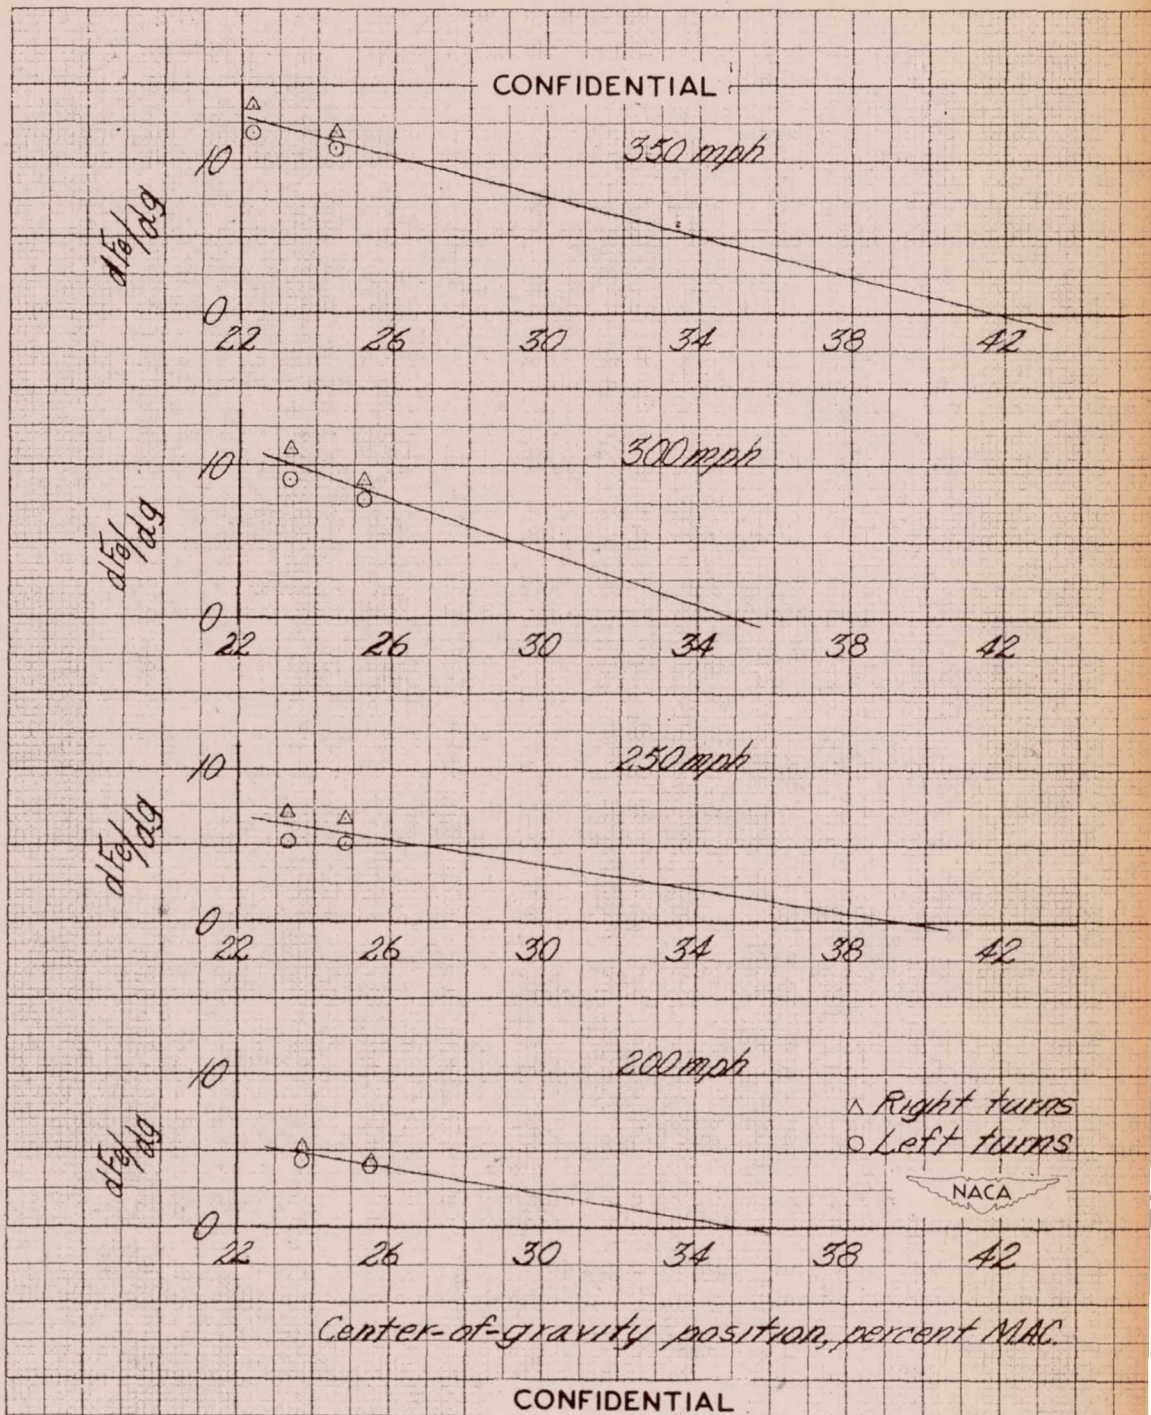 CONFIDENTIAL
350 mph
10
dFe/dg
0
22 26 30 34 38 42
300 mph
10
dFe/dg
0
22 26 30 34 38 42
250 mph
10
dFe/dg
0
22 26 30 34 38 42
200 mph
10
△ Right turns
○ Left turns
dFe/dg
NACA
0
22 26 30 34 38 42
Center-of-gravity position, percent M.A.C.
CONFIDENTIAL